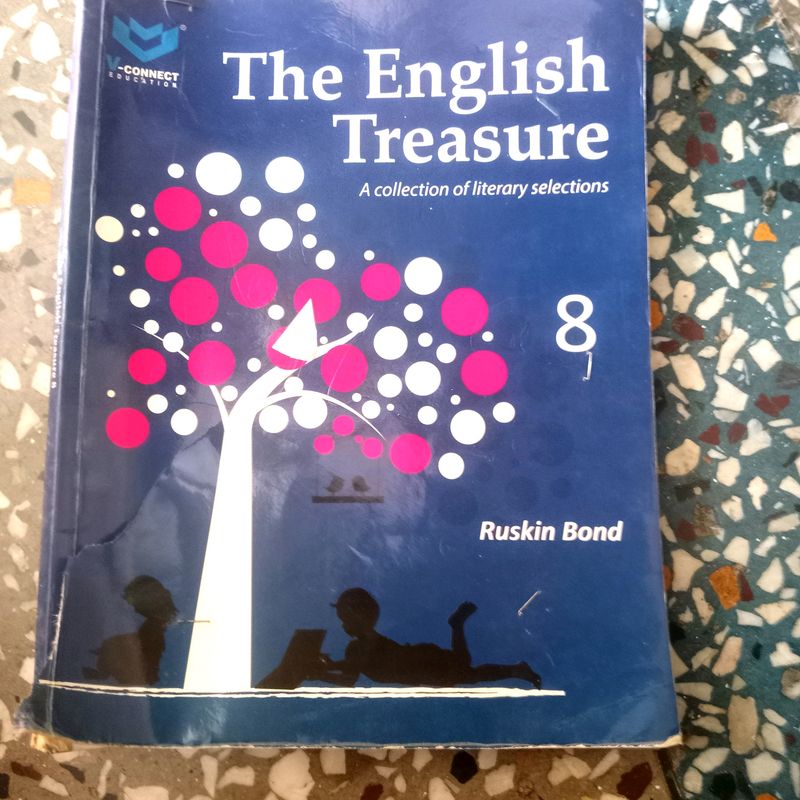 V-CONNECT
EDUCATION
The English
Treasure
A collection of literary selections
8
Ruskin Bond